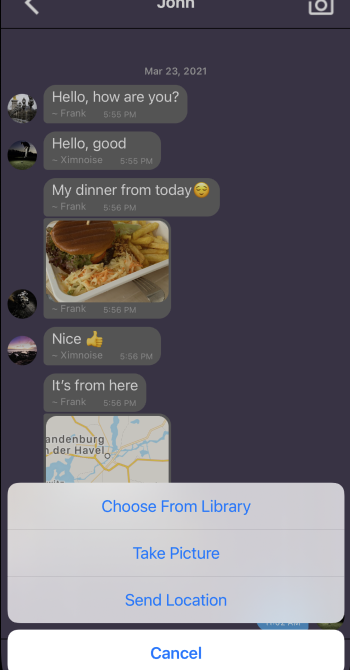 John
Mar 23, 2021
Hello, how are you?
~ Frank 5:55 PM
Hello, good
~ Ximnoise 5:55 PM
My dinner from today😌
~ Frank 5:56 PM
~ Frank 5:56 PM
Nice 👍
~ Ximnoise 5:56 PM
It's from here
~ Frank 5:56 PM
andenburg
n der Havel
Choose From Library
Take Picture
Send Location
Cancel